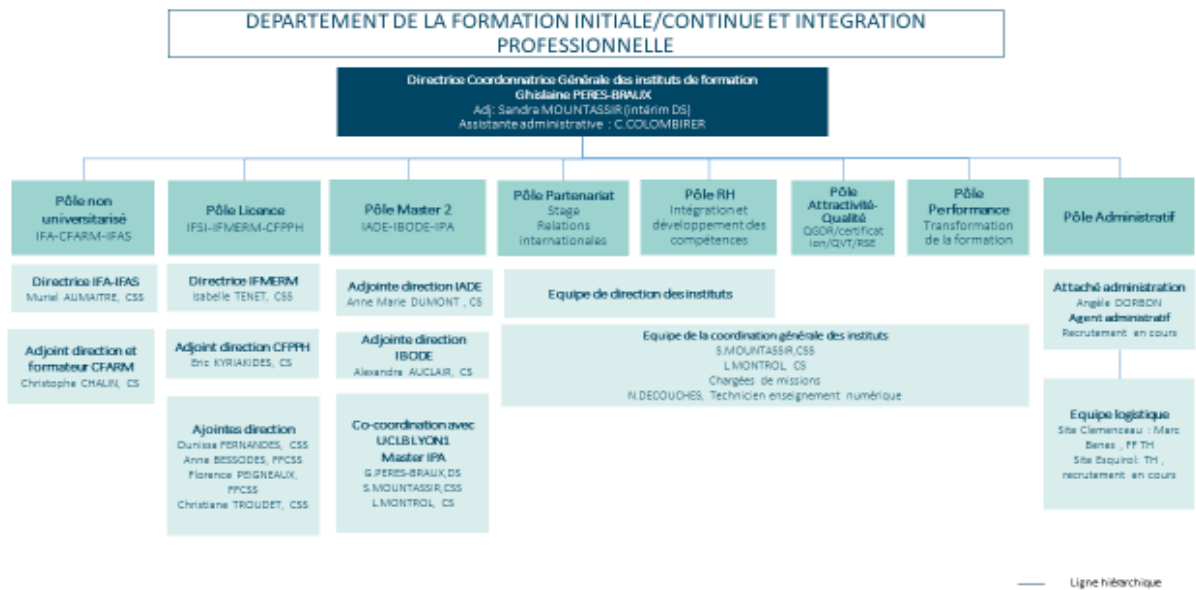 DEPARTEMENT DE LA FORMATION INITIALE/CONTINUE ET INTEGRATION
PROFESSIONNELLE
Directrice Coordonnatrice Générale des instituts de formation
Ghislaine PERES-BRAUX
Adj: Sandra MOUNTASSIR (intérim DS)
Assistante administrative : C.COLOMBIRER
Pôle non
universitarisé
IFA-CFARM-IFAS
Directrice IFA-IFAS
Muriel AUMAITRE, CSS
Adjoint direction et
formateur CFARM
Christophe CHALIN, CS
Pôle Licence
IFSI-IFMERM-CFPPH
Directrice IFMERM
Isabelle TENET, CSS
Adjoint direction CFPPH
Eric KYRIAKIDES, CS
Ajointes direction
Dunissa FERNANDES, CSS
Anne BESSODES, FFCSS
Florence PEIGNEAUX,
FFCSS
Christiane TROUDET, CSS
Pôle Master 2
IADE-IBODE-IPA
Adjointe direction IADE
Anne Marie DUMONT , CS
Adjointe direction
IBODE
Alexandra AUCLAIR, CS
Co-coordination avec
UCLB LYON1
Master IPA
G.PERES-BRAUX,DS
S.MOUNTASSIR,CSS
L.MONTROL, CS
Pôle Partenariat
Stage
Relations
internationales
Pôle RH
Intégration et
développement des
compétences
Pôle
Attractivité-
Qualité
QGDR/certificat
ion/QVT/RSE
Pôle
Performance
Transformation
de la formation
Equipe de direction des instituts
Equipe de la coordination générale des instituts
S.MOUNTASSIR,CSS
L.MONTROL, CS
Chargées de missions
N.DECOUCHES, Technicien enseignement numérique
Pôle Administratif
Attaché administration
Angèle DORBON
Agent administratif
Recrutement en cours
Equipe logistique
Site Clemenceau : Marc
Benes , FF TH
Site Esquirol: TH ,
recrutement en cours
Ligne hiérarchique